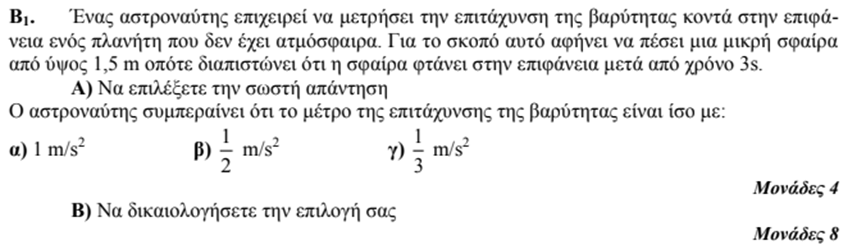 Β₁. Ένας αστροναύτης επιχειρεί να μετρήσει την επιτάχυνση της βαρύτητας κοντά στην επιφά-
νεια ενός πλανήτη που δεν έχει ατμόσφαιρα. Για το σκοπό αυτό αφήνει να πέσει μια μικρή σφαίρα
από ύψος 1,5 m οπότε διαπιστώνει ότι η σφαίρα φτάνει στην επιφάνεια μετά από χρόνο 3s.
Α) Να επιλέξετε την σωστή απάντηση
Ο αστροναύτης συμπεραίνει ότι το μέτρο της επιτάχυνσης της βαρύτητας είναι ίσο με:
α) 1 m/s² β) 1/2 m/s² γ) 1/3 m/s²
Μονάδες 4
Β) Να δικαιολογήσετε την επιλογή σας
Μονάδες 8